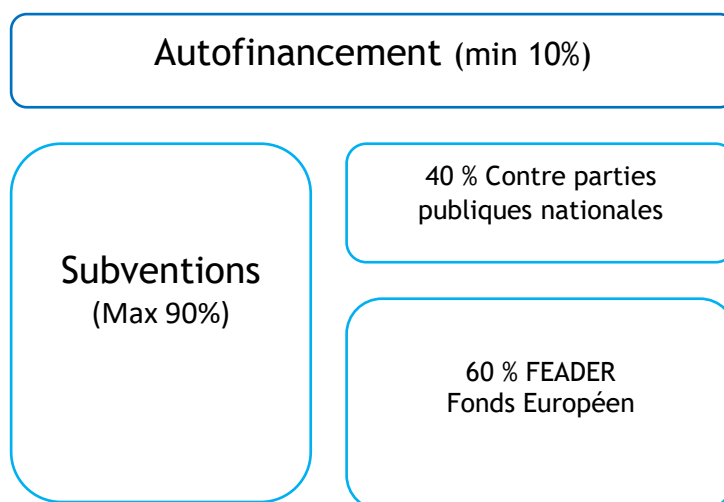 Autofinancement (min 10%)
Subventions
(Max 90%)
40 % Contre parties
publiques nationales
60 % FEADER
Fonds Européen